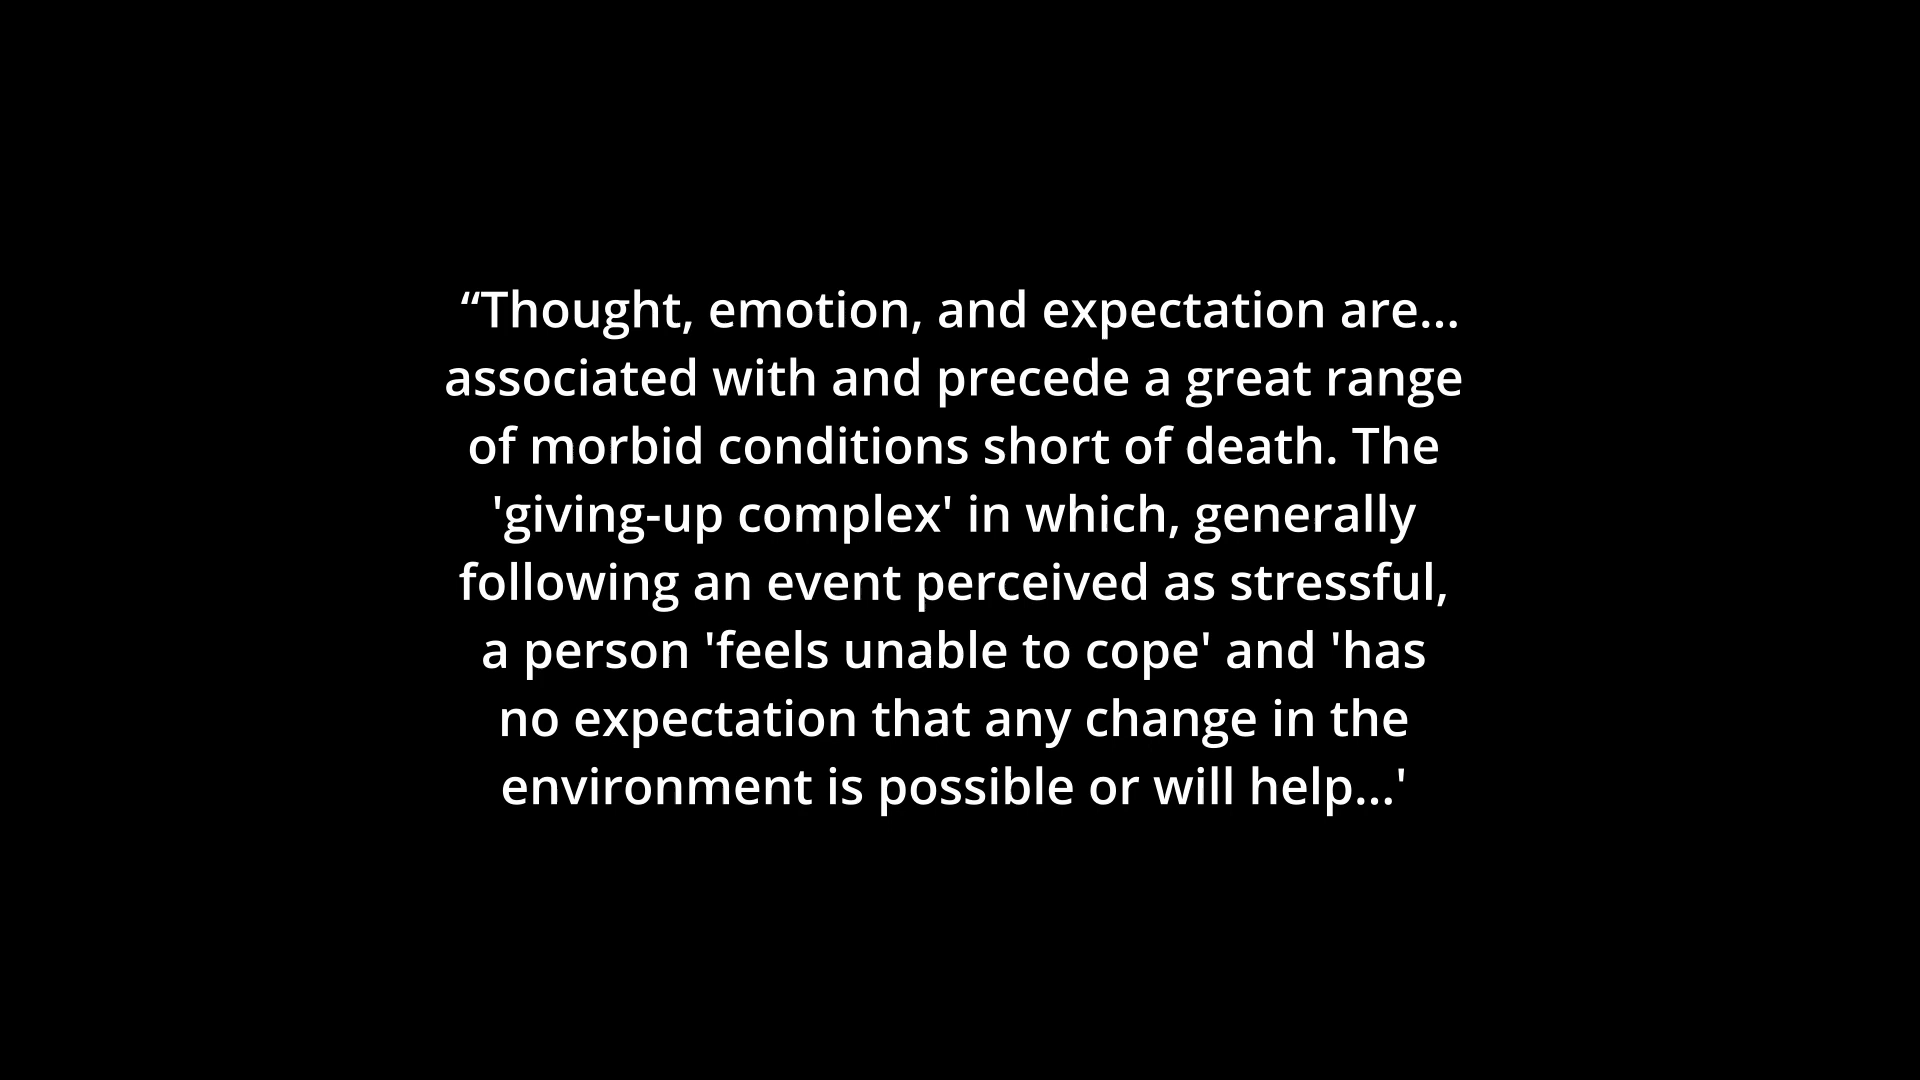 “Thought, emotion, and expectation are...
associated with and precede a great range
of morbid conditions short of death. The
'giving-up complex' in which, generally
following an event perceived as stressful,
a person 'feels unable to cope' and 'has
no expectation that any change in the
environment is possible or will help...'